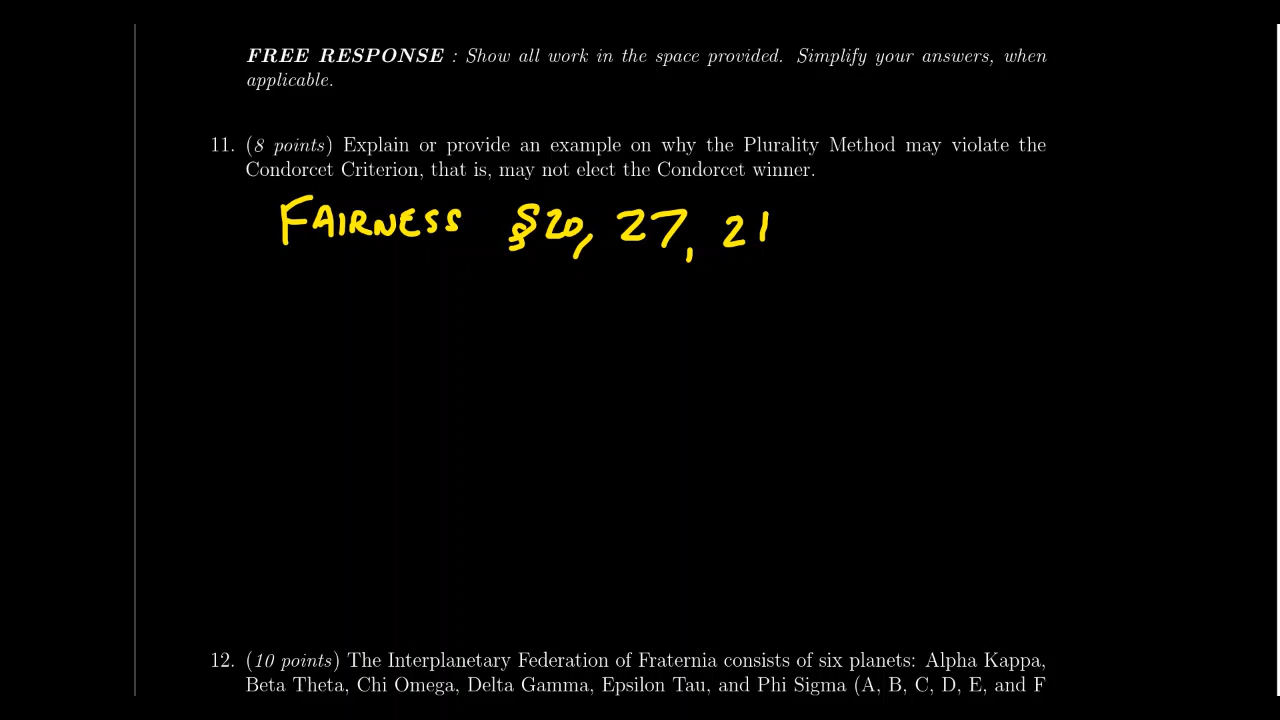 FREE RESPONSE : Show all work in the space provided. Simplify your answers, when
applicable.
11. (8 points) Explain or provide an example on why the Plurality Method may violate the
Condorcet Criterion, that is, may not elect the Condorcet winner.
FAIRNESS §20, 27, 21
12. (10 points) The Interplanetary Federation of Fraternia consists of six planets: Alpha Kappa,
Beta Theta, Chi Omega, Delta Gamma, Epsilon Tau, and Phi Sigma (A, B, C, D, E, and F